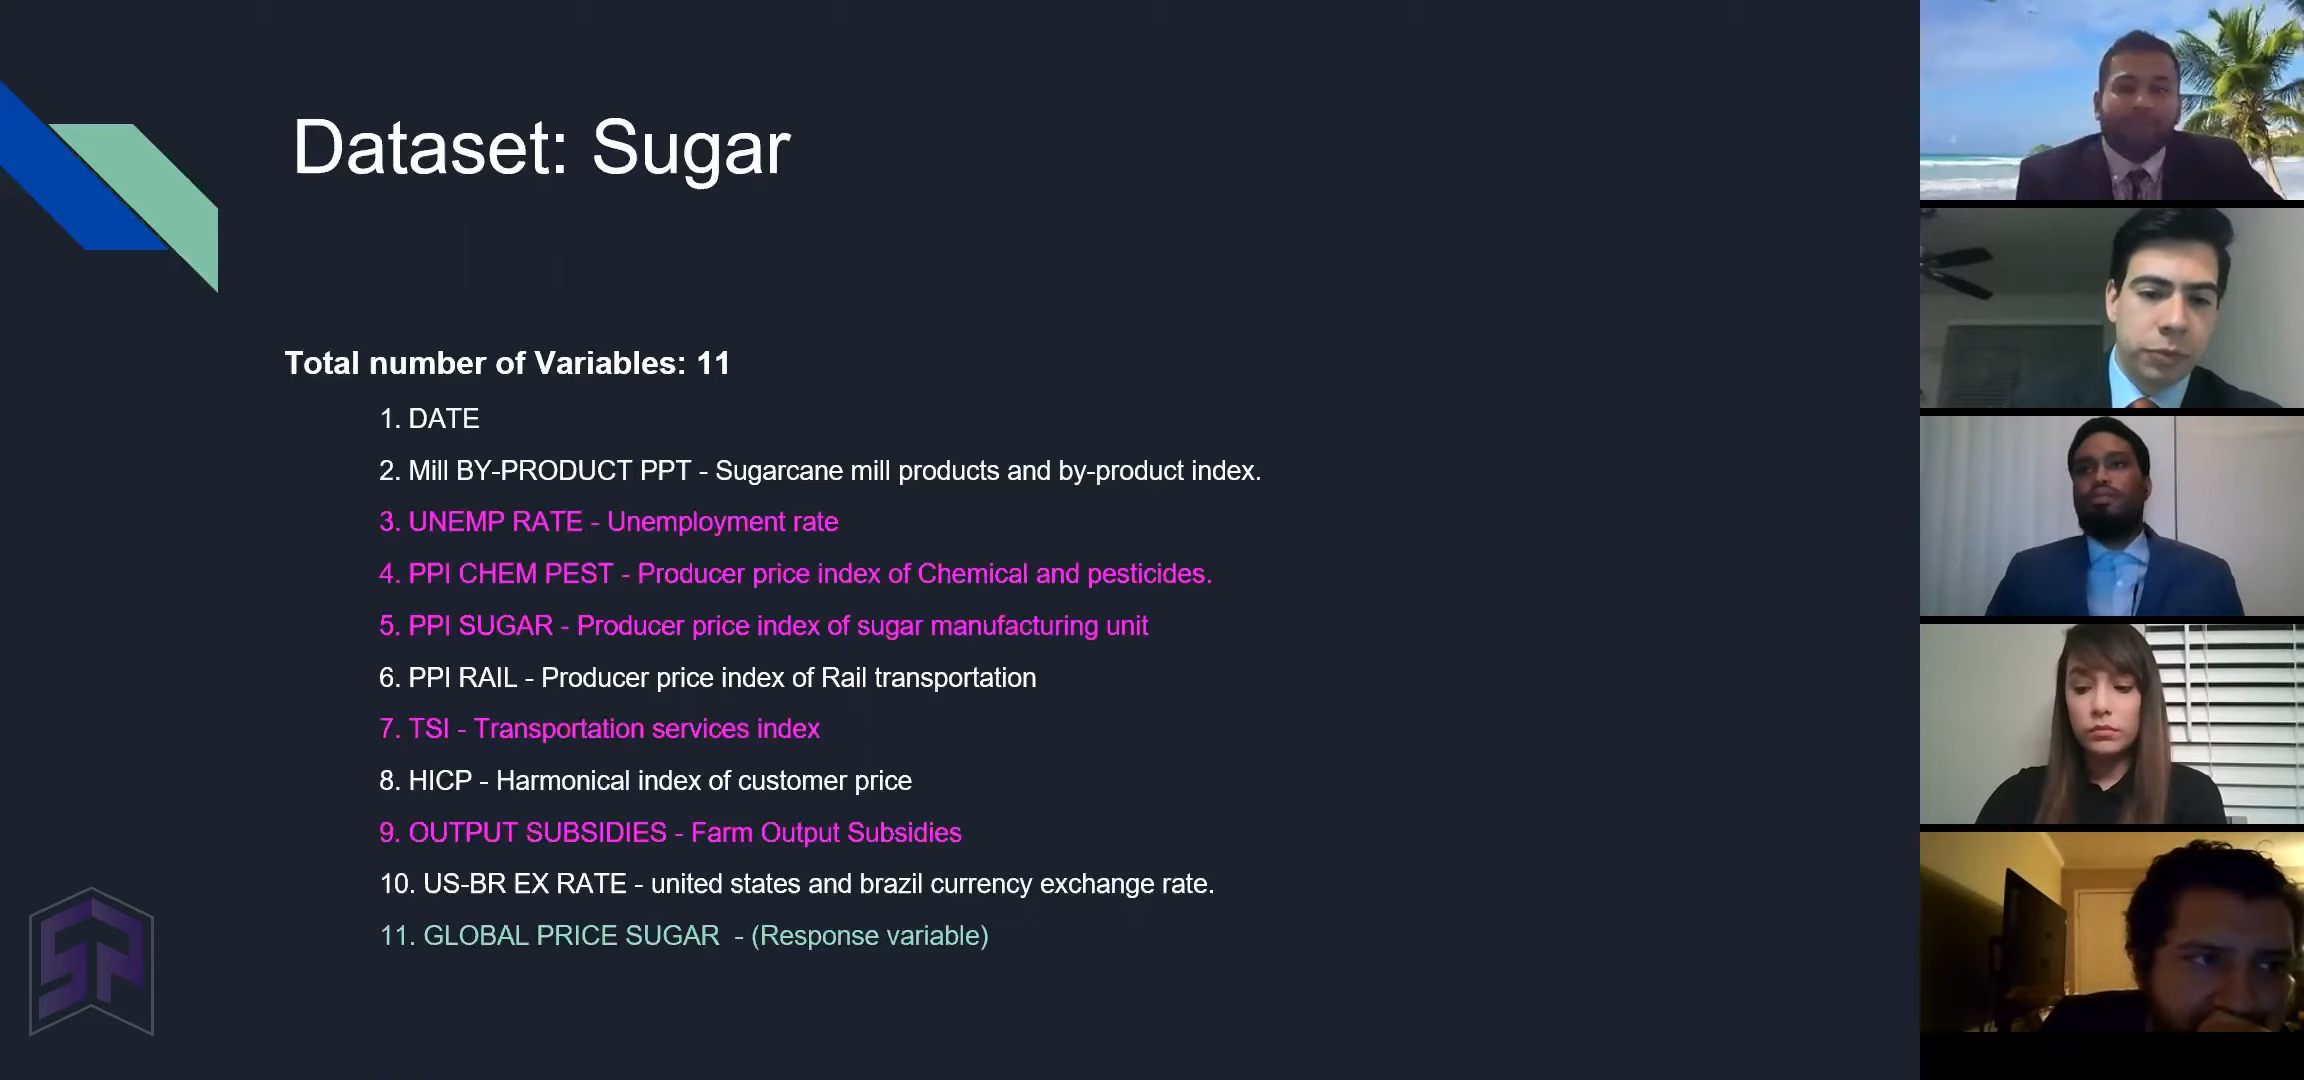 Dataset: Sugar
Total number of Variables: 11
1. DATE
2. Mill BY-PRODUCT PPT - Sugarcane mill products and by-product index.
3. UNEMP RATE - Unemployment rate
4. PPI CHEM PEST - Producer price index of Chemical and pesticides.
5. PPI SUGAR - Producer price index of sugar manufacturing unit
6. PPI RAIL - Producer price index of Rail transportation
7. TSI - Transportation services index
8. HICP - Harmonical index of customer price
9. OUTPUT SUBSIDIES - Farm Output Subsidies
10. US-BR EX RATE - united states and brazil currency exchange rate.
11. GLOBAL PRICE SUGAR - (Response variable)
SP